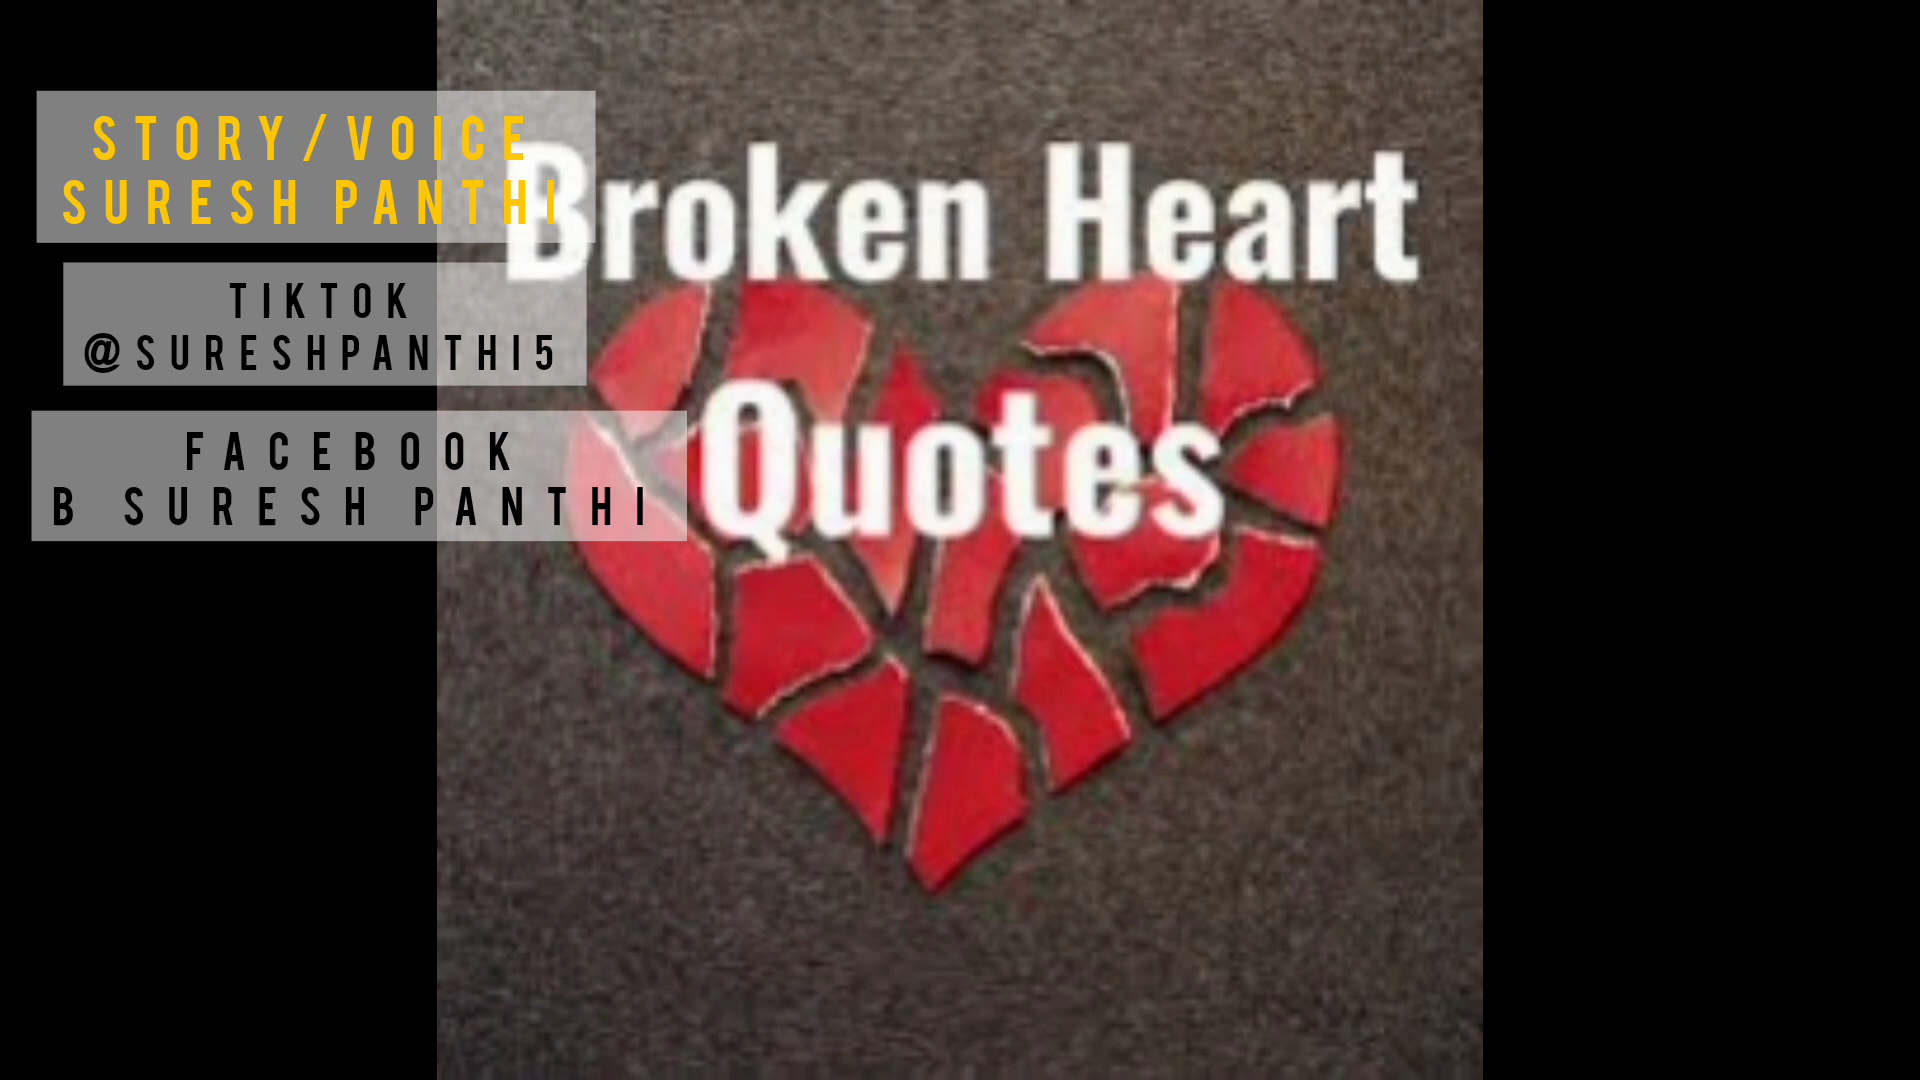 STORY/VOICE
SURESH PANTHI
TIKTOK
@SURESHPANTHI5
FACEBOOK
B SURESH PANTHI
Broken Heart
Quotes